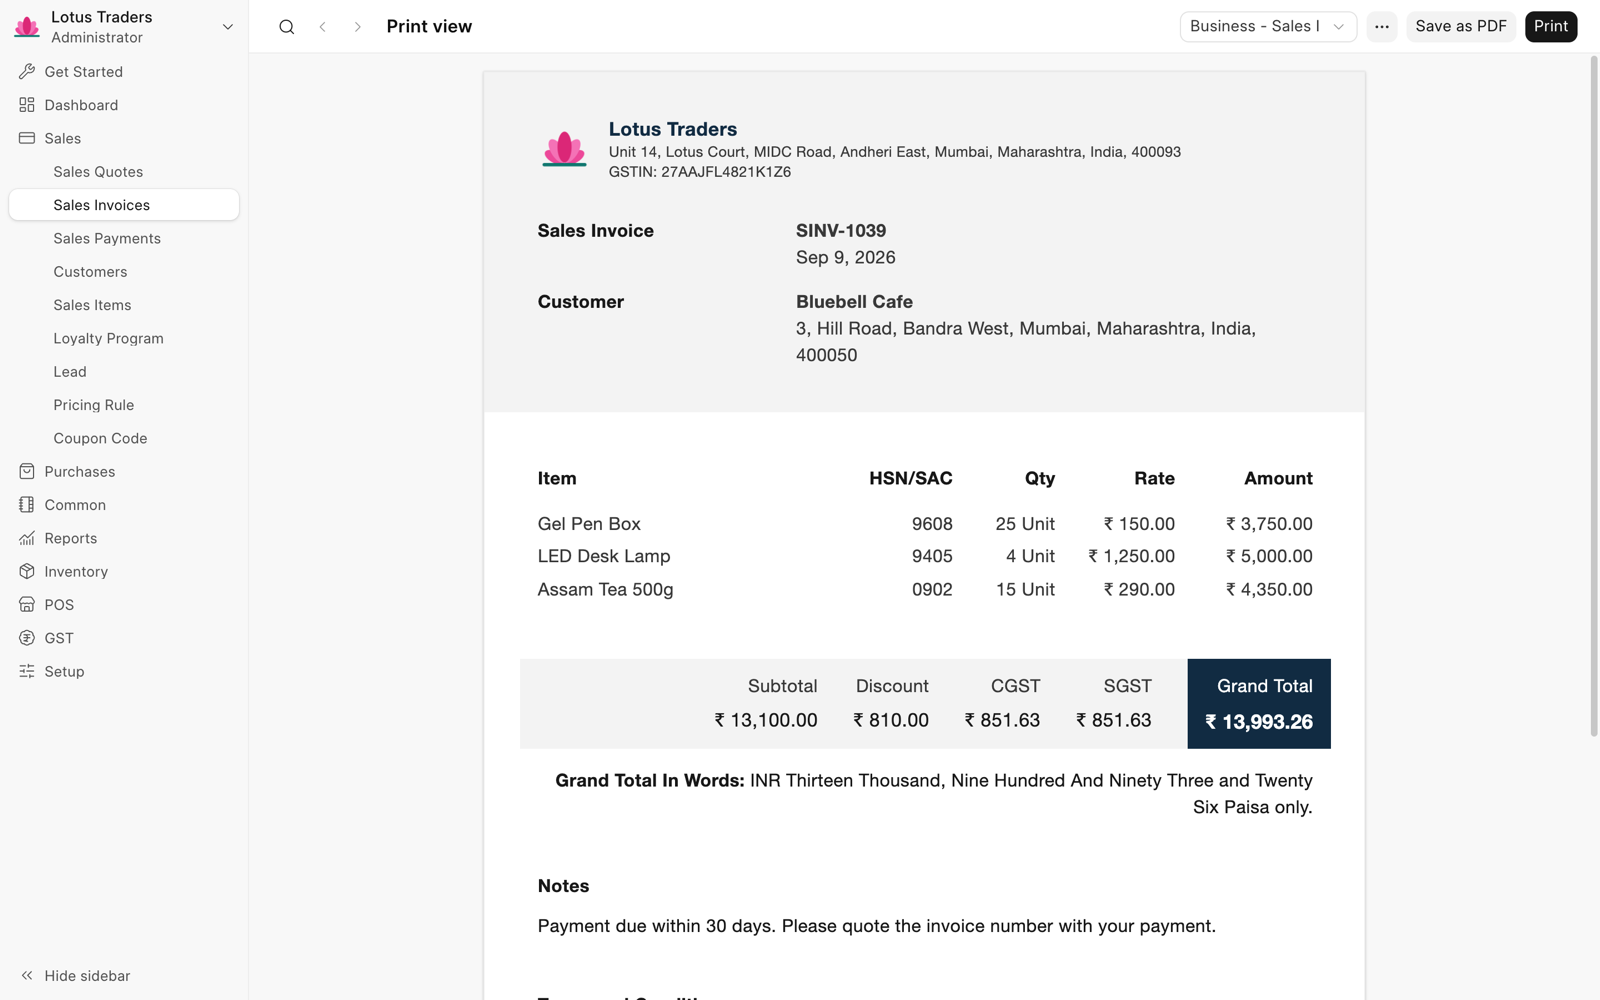 Lotus Traders
Administrator
Get Started
Dashboard
Sales
Sales Quotes
Sales Invoices
Sales Payments
Customers
Sales Items
Loyalty Program
Lead
Pricing Rule
Coupon Code
Purchases
Common
Reports
Inventory
POS
GST
Setup
Hide sidebar
Print view
Business - Sales I
Save as PDF
Print
Lotus Traders
Unit 14, Lotus Court, MIDC Road, Andheri East, Mumbai, Maharashtra, India, 400093
GSTIN: 27AAJFL4821K1Z6
Sales Invoice SINV-1039
Sep 9, 2026
Customer Bluebell Cafe
3, Hill Road, Bandra West, Mumbai, Maharashtra, India,
400050
Item HSN/SAC Qty Rate Amount
Gel Pen Box 9608 25 Unit ₹ 150.00 ₹ 3,750.00
LED Desk Lamp 9405 4 Unit ₹ 1,250.00 ₹ 5,000.00
Assam Tea 500g 0902 15 Unit ₹ 290.00 ₹ 4,350.00
Subtotal Discount CGST SGST Grand Total
₹ 13,100.00 ₹ 810.00 ₹ 851.63 ₹ 851.63 ₹ 13,993.26
Grand Total In Words: INR Thirteen Thousand, Nine Hundred And Ninety Three and Twenty
Six Paisa only.
Notes
Payment due within 30 days. Please quote the invoice number with your payment.